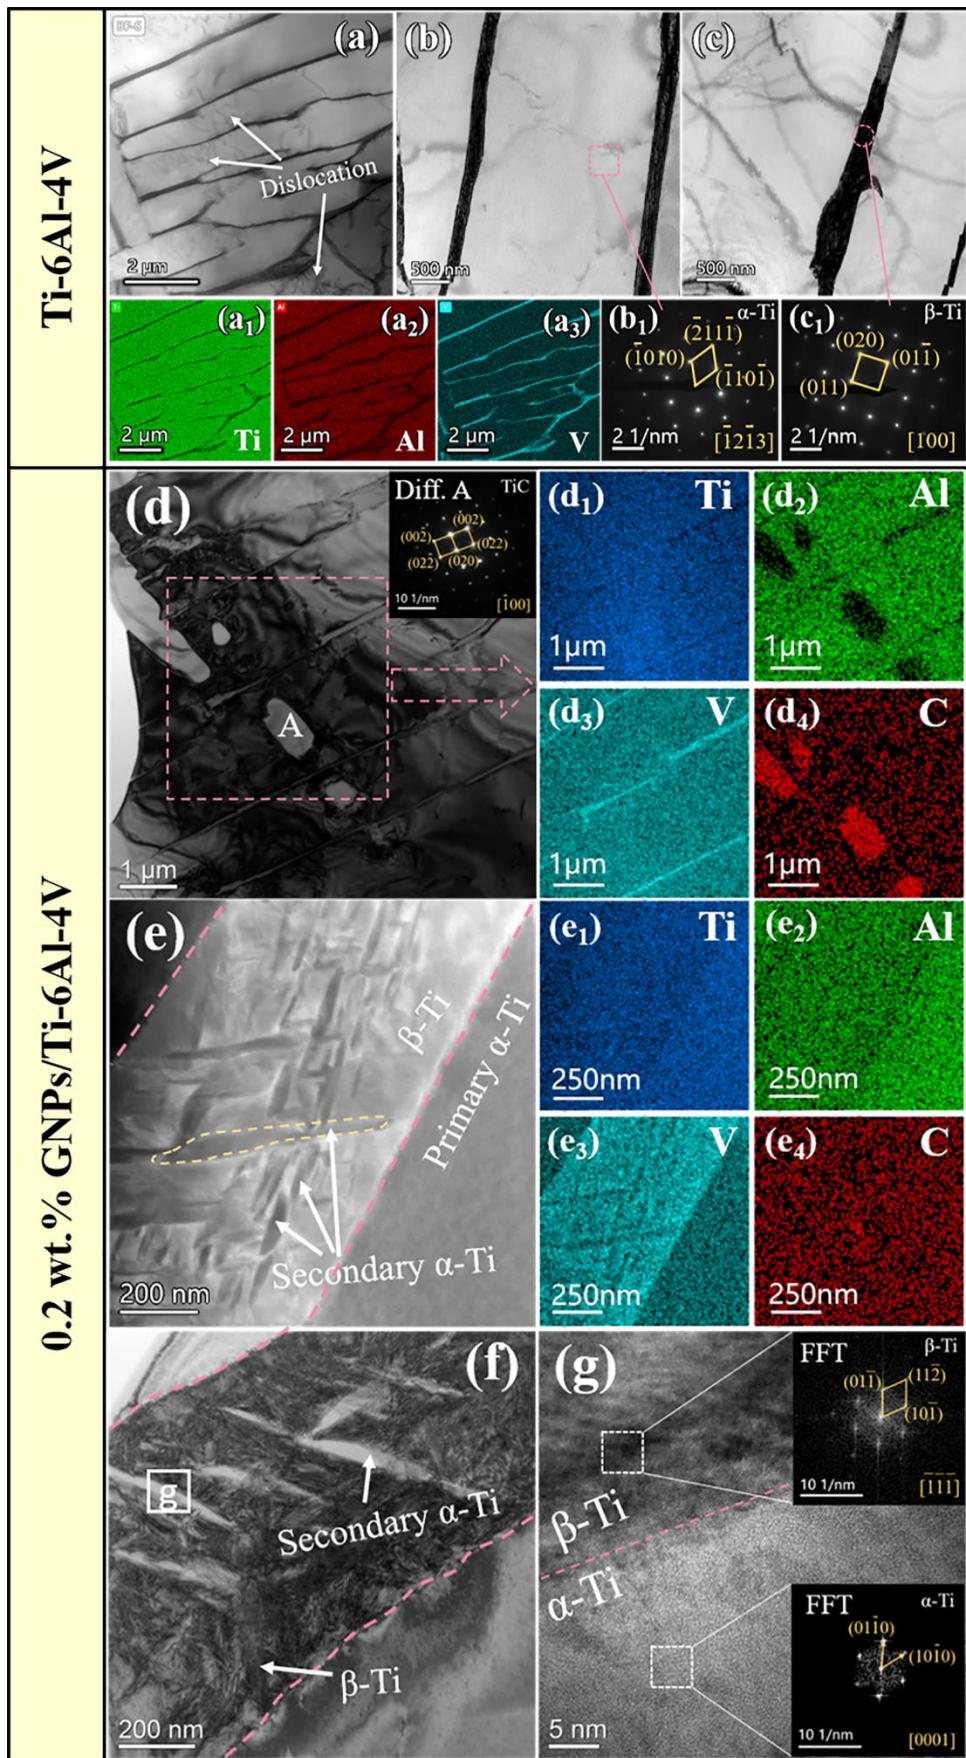 Ti-6Al-4V
BF-S
(a)
Dislocation
2 μm
(b)
500 nm
(c)
500 nm
Ti
(a₁)
2 μm
Ti
Al
(a₂)
2 μm
Al
V
(a₃)
2 μm
V
(b₁)
α-Ti
(2̅111̅)
(1̅010)
(1̅101̅)
2 1/nm
[1̅21̅3]
(c₁)
β-Ti
(020)
(011̅)
(011)
2 1/nm
[100]
0.2 wt.% GNPs/Ti-6Al-4V
(d)
A
1 μm
Diff. A
TiC
(002)
(002̅)
(022)
(022̅)
(020)
10 1/nm
[1̅00]
(d₁)
Ti
1μm
(d₂)
Al
1μm
(d₃)
V
1μm
(d₄)
C
1μm
(e)
β-Ti
Primary α-Ti
Secondary α-Ti
200 nm
(e₁)
Ti
250nm
(e₂)
Al
250nm
(e₃)
V
250nm
(e₄)
C
250nm
(f)
g
Secondary α-Ti
β-Ti
200 nm
(g)
β-Ti
α-Ti
5 nm
FFT
β-Ti
(011̅)
(112̅)
(101̅)
10 1/nm
[1̅1̅1̅]
FFT
α-Ti
(011̅0)
(101̅0)
10 1/nm
[0001]